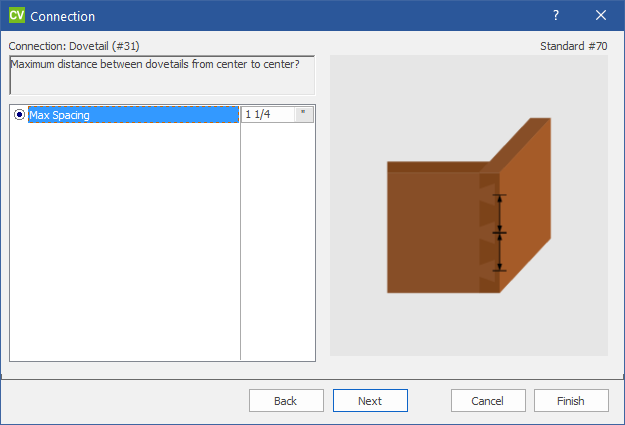 CV Connection ?
Connection: Dovetail (#31) Standard #70
Maximum distance between dovetails from center to center?
Max Spacing 1 1/4 "
Back Next Cancel Finish